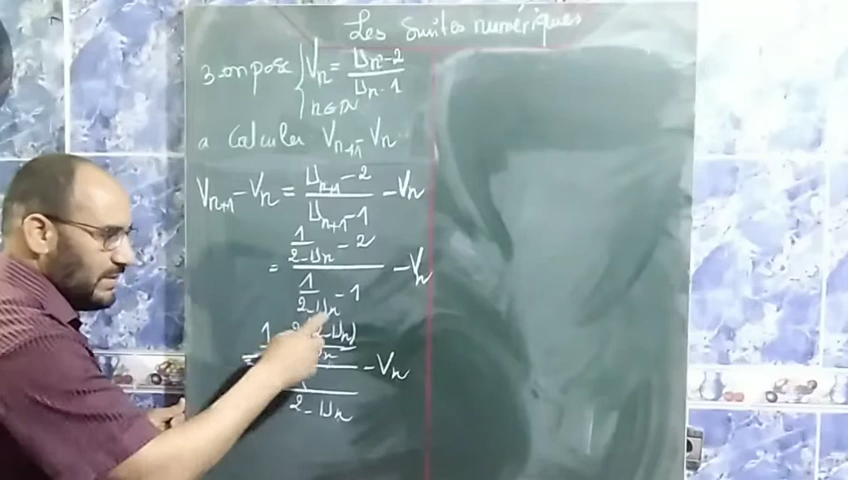 Les Suites numériques
3. on pose { Vn = (Un - 2)/(Un - 1)
n ∈ ℕ
a Calculer Vn+1 - Vn
Vn+1 - Vn = (Un+1 - 2)/(Un+1 - 1) - Vn
= (1/(2 - Un) - 2)/(1/(2 - Un) - 1) - Vn
- Vn
2 - Un